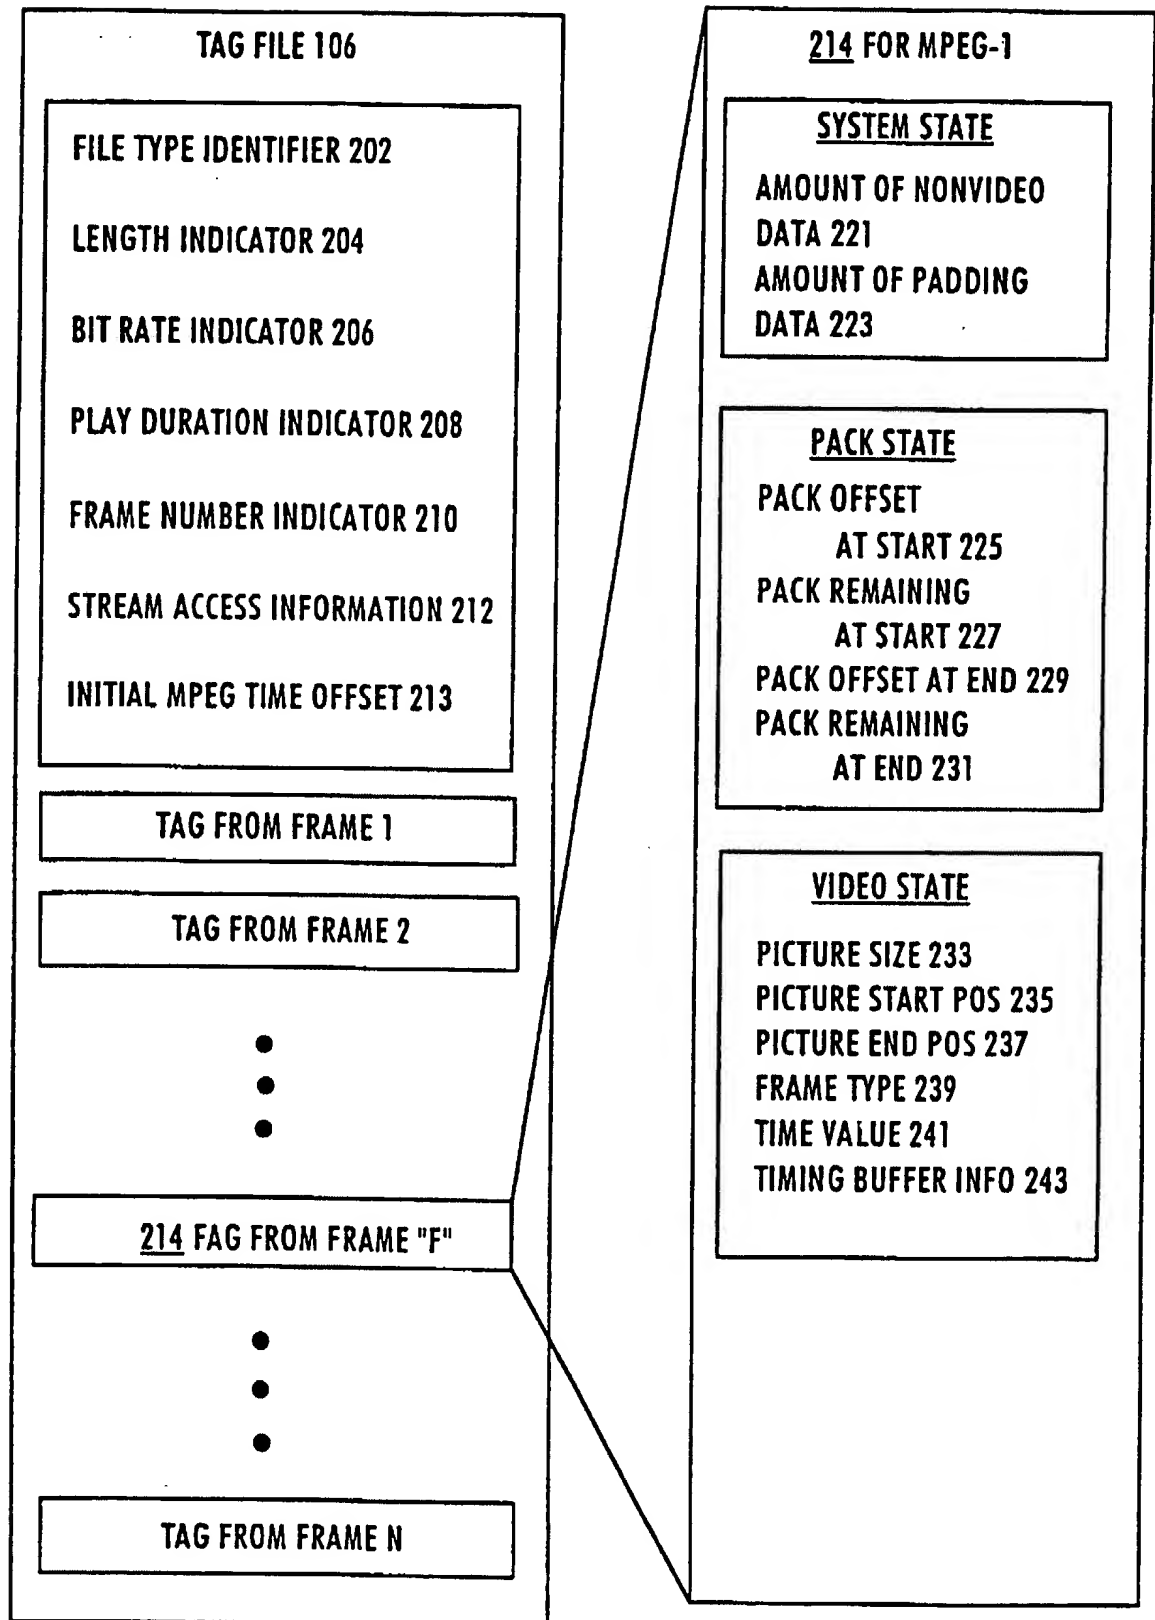 TAG FILE 106
FILE TYPE IDENTIFIER 202
LENGTH INDICATOR 204
BIT RATE INDICATOR 206
PLAY DURATION INDICATOR 208
FRAME NUMBER INDICATOR 210
STREAM ACCESS INFORMATION 212
INITIAL MPEG TIME OFFSET 213
TAG FROM FRAME 1
TAG FROM FRAME 2
214 FAG FROM FRAME "F"
TAG FROM FRAME N
214 FOR MPEG-1
SYSTEM STATE
AMOUNT OF NONVIDEO
DATA 221
AMOUNT OF PADDING
DATA 223
PACK STATE
PACK OFFSET
AT START 225
PACK REMAINING
AT START 227
PACK OFFSET AT END 229
PACK REMAINING
AT END 231
VIDEO STATE
PICTURE SIZE 233
PICTURE START POS 235
PICTURE END POS 237
FRAME TYPE 239
TIME VALUE 241
TIMING BUFFER INFO 243